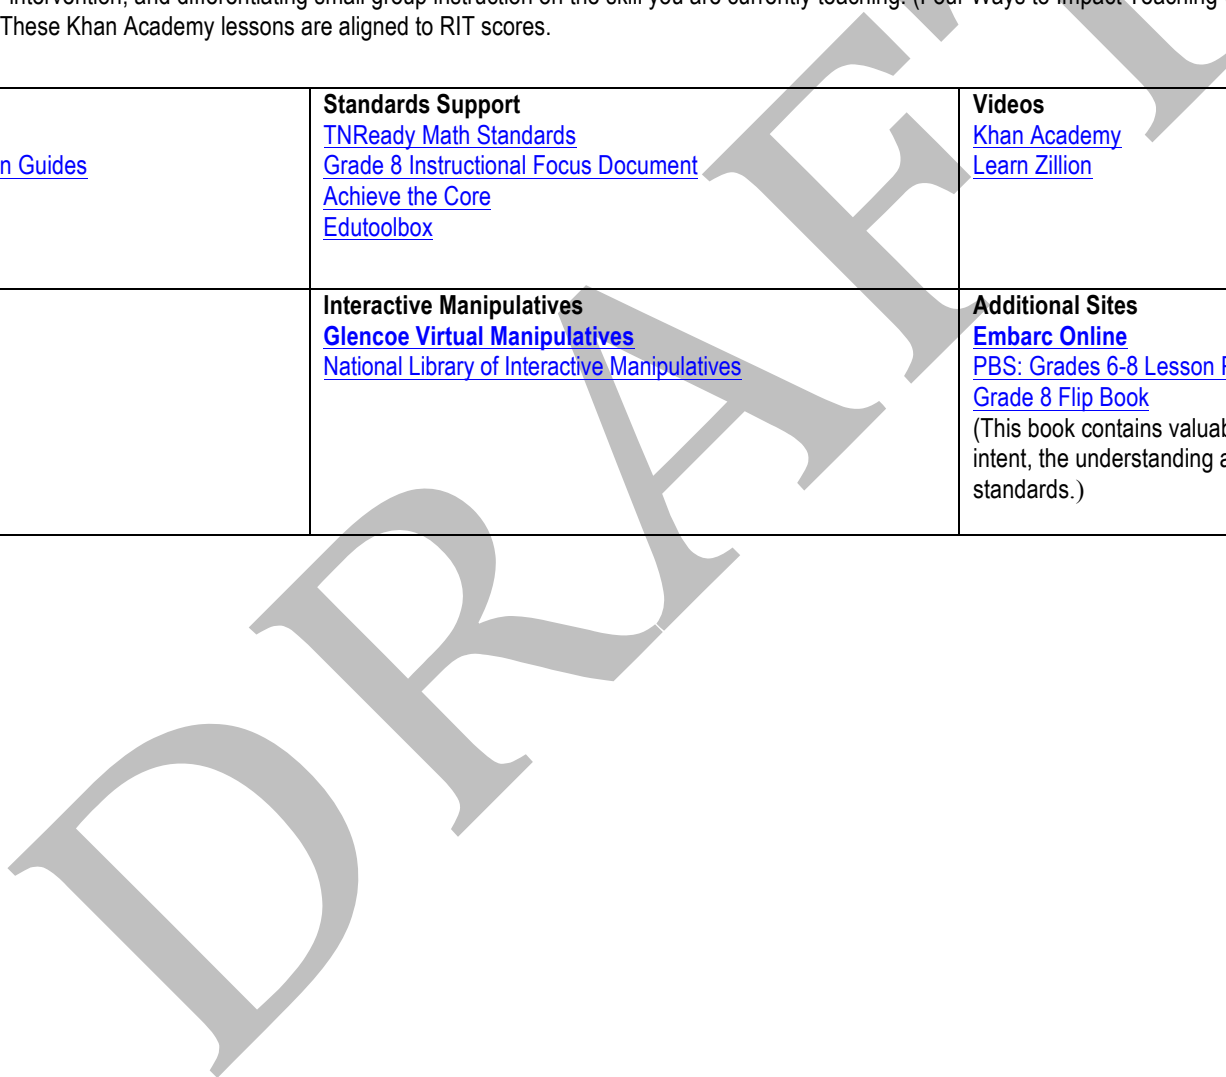 intervention, and differentiating small group instruction on the skill you are currently teaching. (Four Ways to Impact Teaching
These Khan Academy lessons are aligned to RIT scores.
Standards Support
TNReady Math Standards
n Guides
Grade 8 Instructional Focus Document
Achieve the Core
Edutoolbox
Videos
Khan Academy
Learn Zillion
Interactive Manipulatives
Glencoe Virtual Manipulatives
National Library of Interactive Manipulatives
Additional Sites
Embarc Online
PBS: Grades 6-8 Lesson
Grade 8 Flip Book
(This book contains
intent, the understanding
standards.)
DRAFT